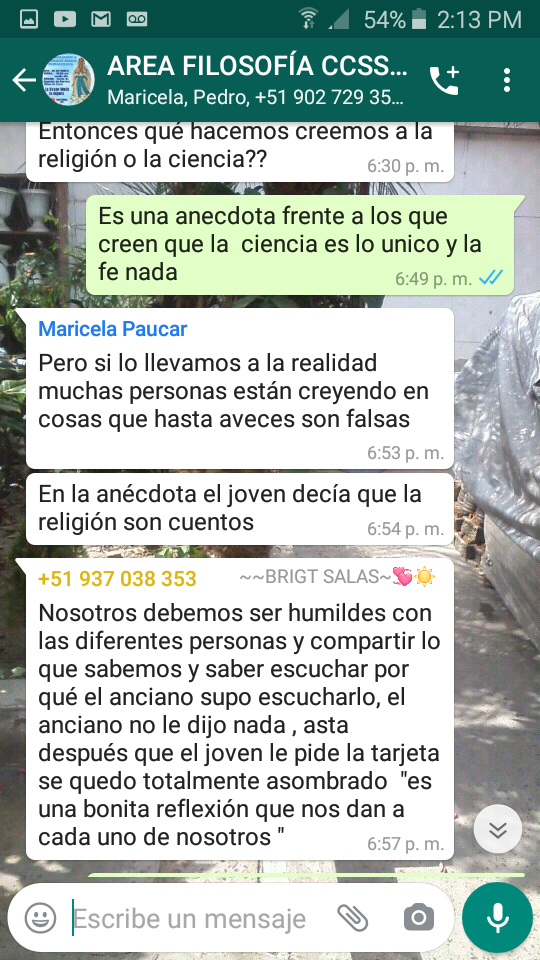 54% 2:13 PM
AREA FILOSOFÍA CCSS...
Maricela, Pedro, +51 902 729 35...
Entonces qué hacemos creemos a la
religión o la ciencia??
6:30 p. m.
Es una anecdota frente a los que
creen que la ciencia es lo unico y la
fe nada
6:49 p. m.
Maricela Paucar
Pero si lo llevamos a la realidad
muchas personas están creyendo en
cosas que hasta aveces son falsas
6:53 p. m.
En la anécdota el joven decía que la
religión son cuentos
6:54 p. m.
+51 937 038 353 ~~BRIGT SALAS~💞☀️
Nosotros debemos ser humildes con
las diferentes personas y compartir lo
que sabemos y saber escuchar por
qué el anciano supo escucharlo, el
anciano no le dijo nada , asta
después que el joven le pide la tarjeta
se quedo totalmente asombrado "es
una bonita reflexión que nos dan a
cada uno de nosotros "
6:57 p. m.
Escribe un mensaje